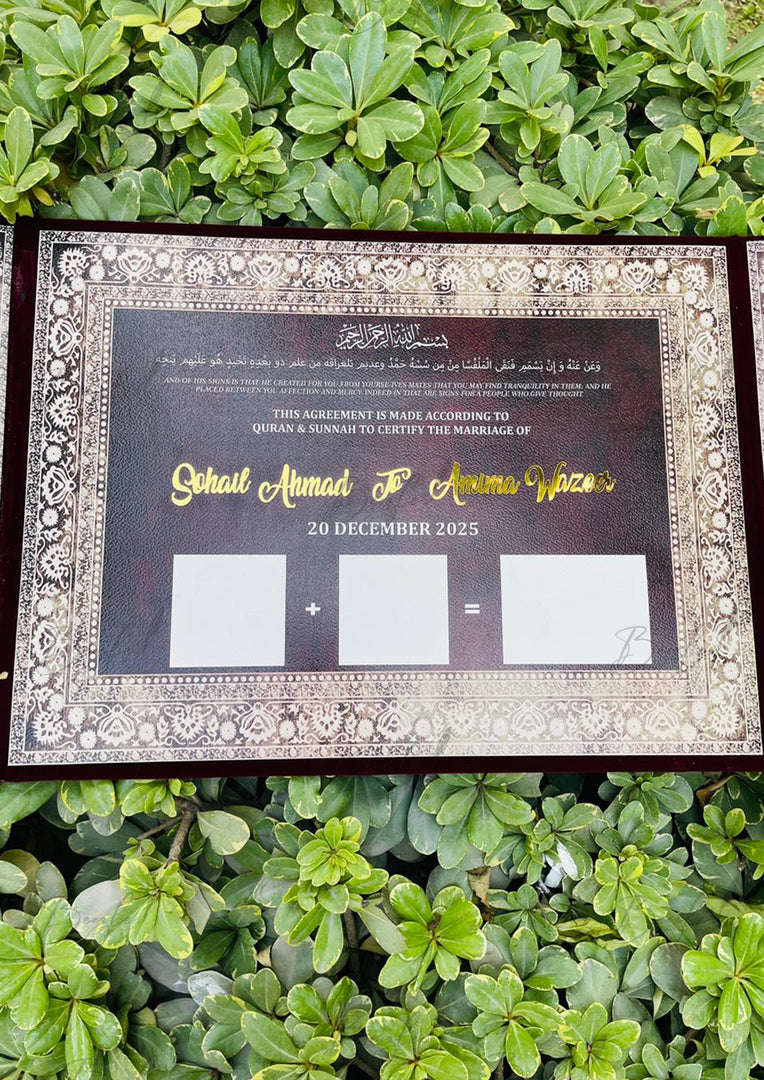 بسم الله الرحمن الرحيم
AND OF HIS SIGNS IS THAT HE CREATED FOR YOU FROM YOURSE-IVES MATES THAT YOU MAY FIND TRANQUILITY IN THEM; AND HE
PLACED BETWEEN YOU AFFECTION AND MERCY. INDEED IN THAT ARE SIGNS FOR A PEOPLE WHO GIVE THOUGHT.
THIS AGREEMENT IS MADE ACCORDING TO
QURAN & SUNNAH TO CERTIFY THE MARRIAGE OF
Sohail Ahmad To Amima Wazeer
20 DECEMBER 2025
+ =